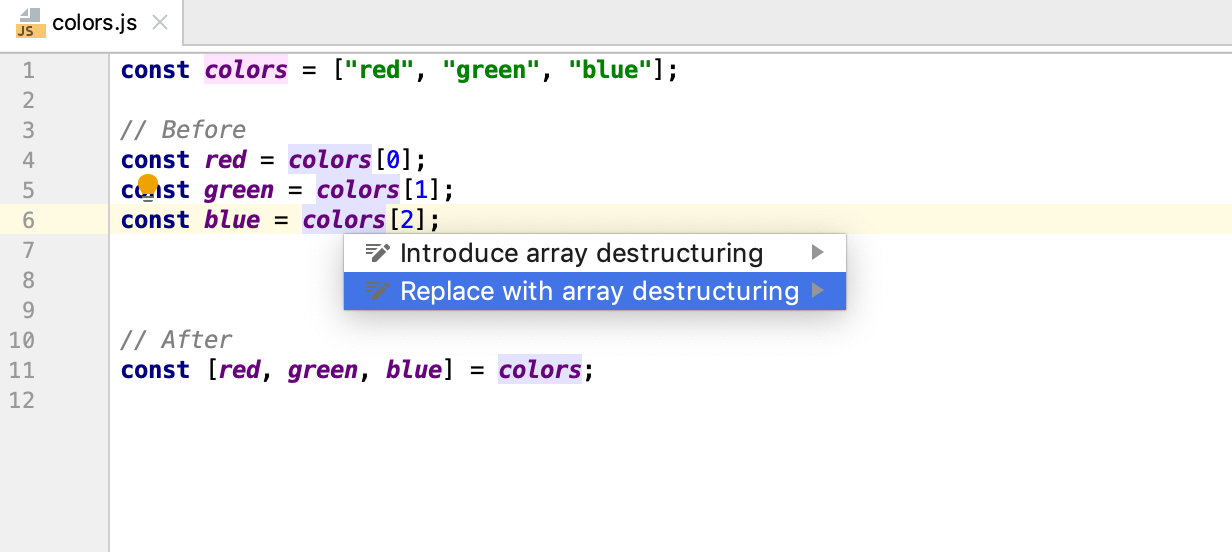 JS colors.js
1 const colors = ["red", "green", "blue"];
2
3 // Before
4 const red = colors[0];
5 const green = colors[1];
6 const blue = colors[2];
7 Introduce array destructuring
8 Replace with array destructuring
9
10 // After
11 const [red, green, blue] = colors;
12